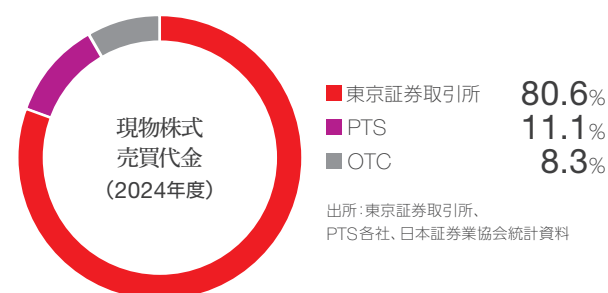 現物株式
売買代金
（2024年度）
東京証券取引所 80.6%
PTS 11.1%
OTC 8.3%
出所：東京証券取引所、
PTS各社、日本証券業協会統計資料